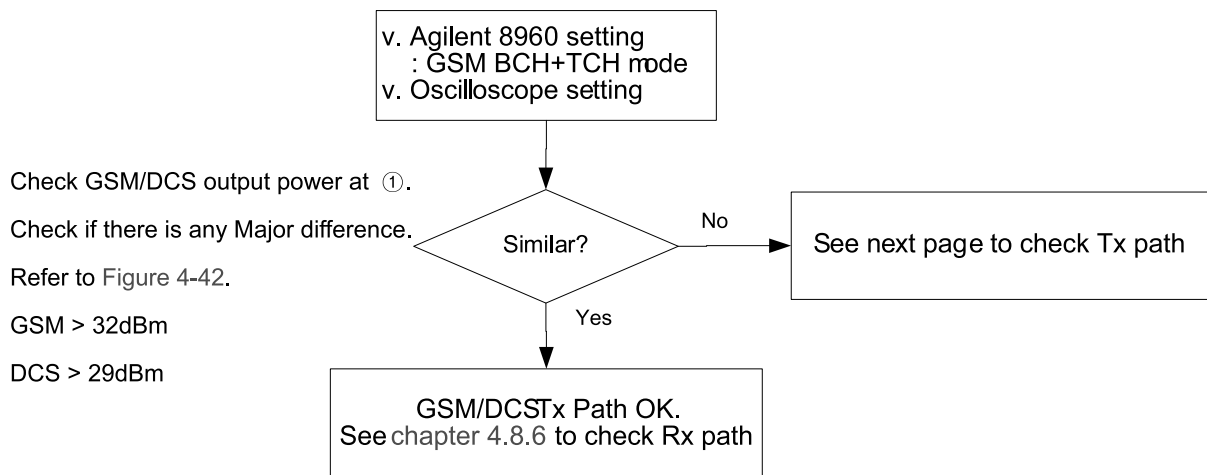 v. Agilent 8960 setting
: GSM BCH+TCH mode
v. Oscilloscope setting
Check GSM/DCS output power at ①.
Check if there is any Major difference.
Refer to Figure 4-42.
GSM > 32dBm
DCS > 29dBm
Similar?
No
See next page to check Tx path
Yes
GSM/DCSTx Path OK.
See chapter 4.8.6 to check Rx path